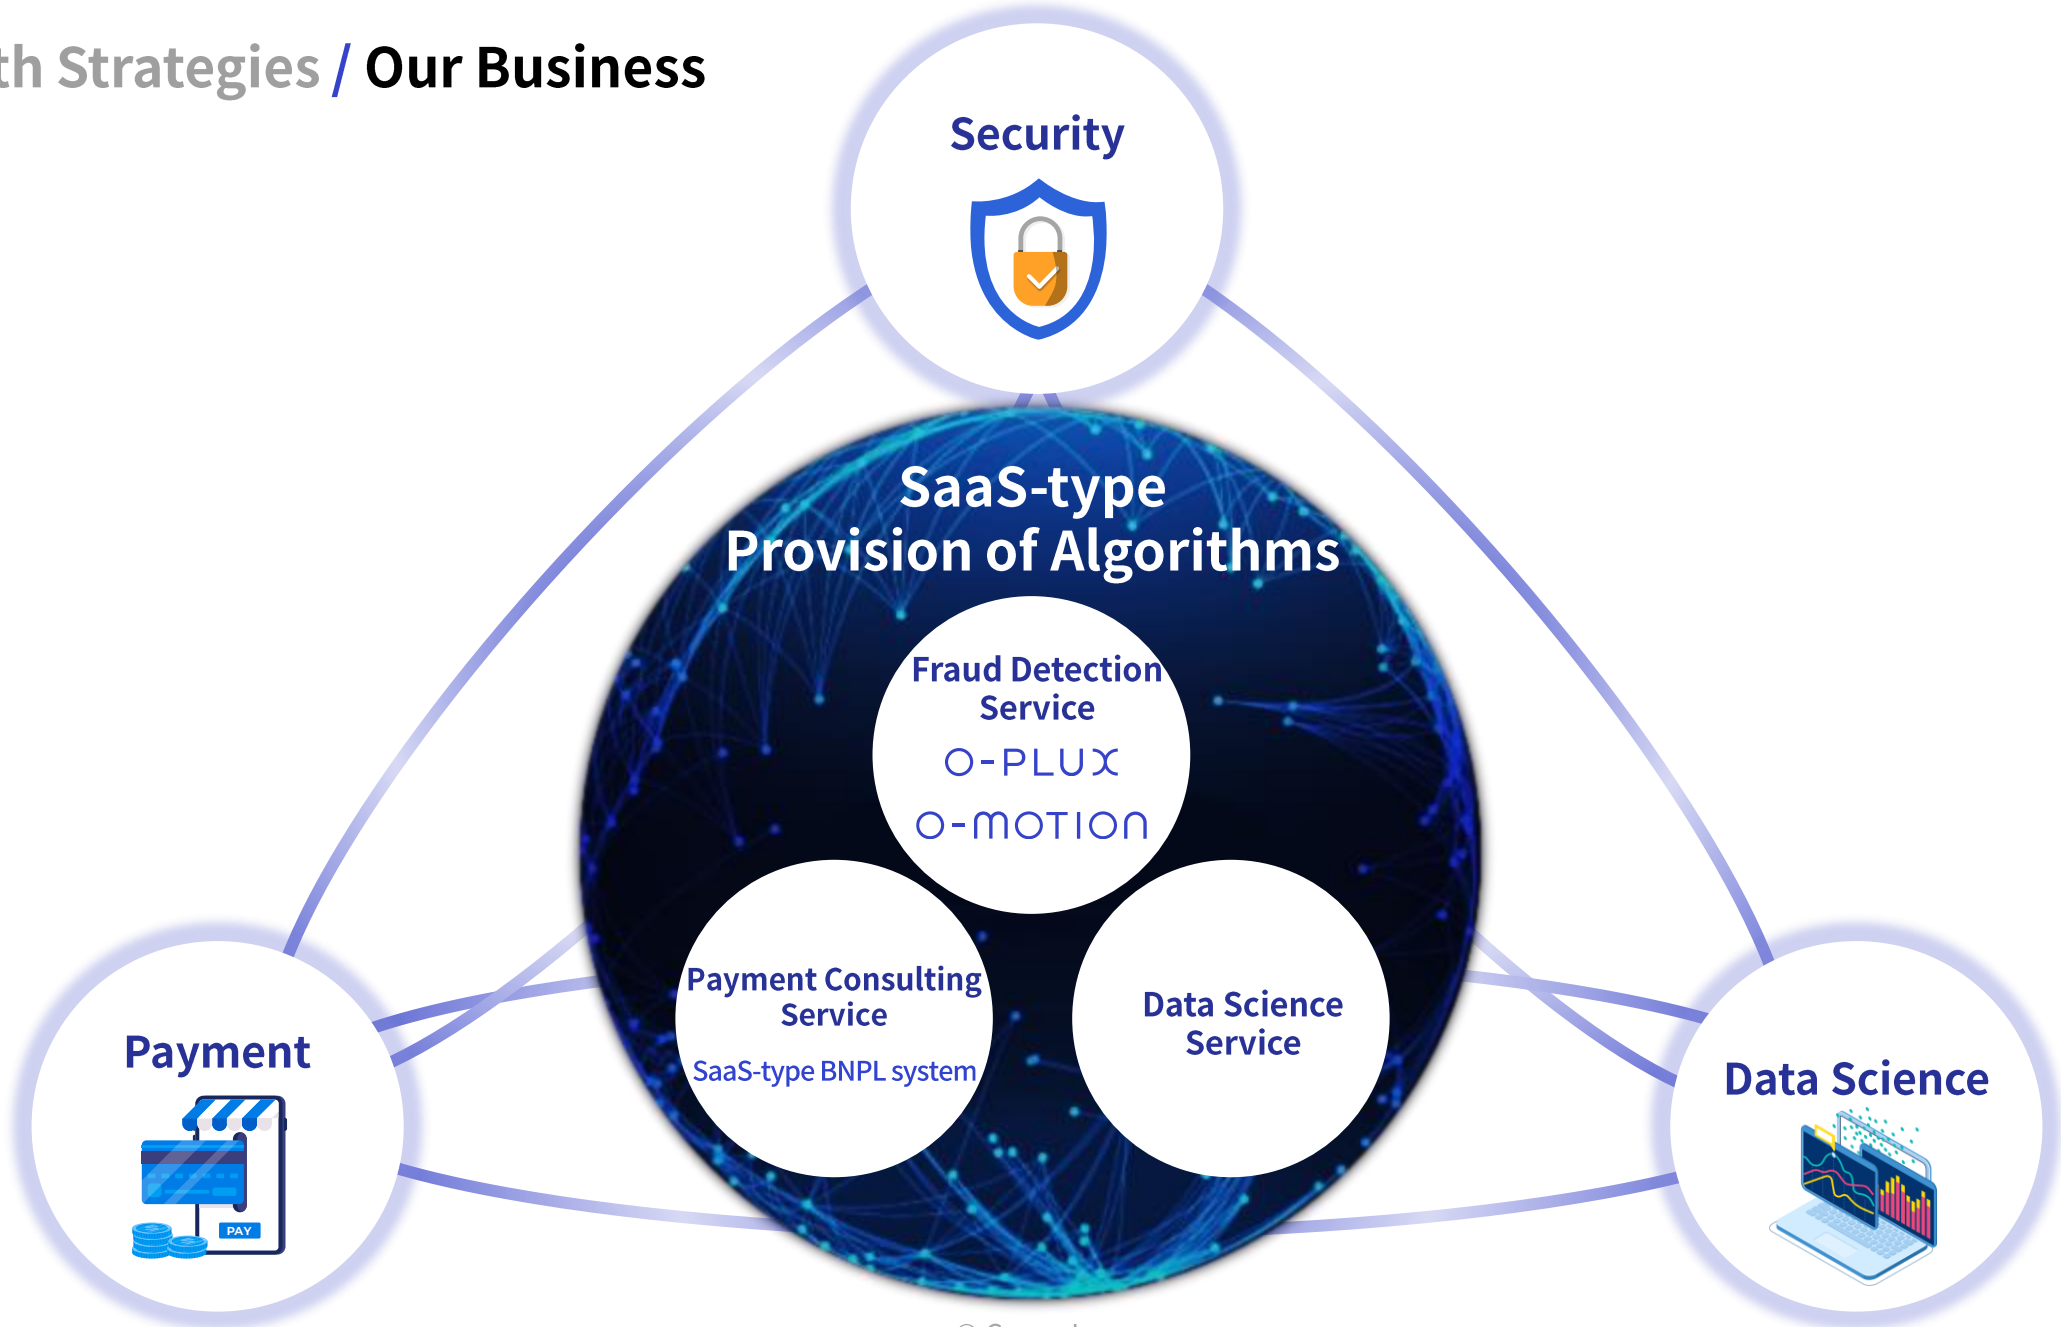 Strategies / Our Business
Security
SaaS-type
Provision of Algorithms
Fraud Detection
Service
O-PLUX
O-MOTION
Payment Consulting
Service
SaaS-type BNPL system
Data Science
Service
Payment
PAY
Data Science